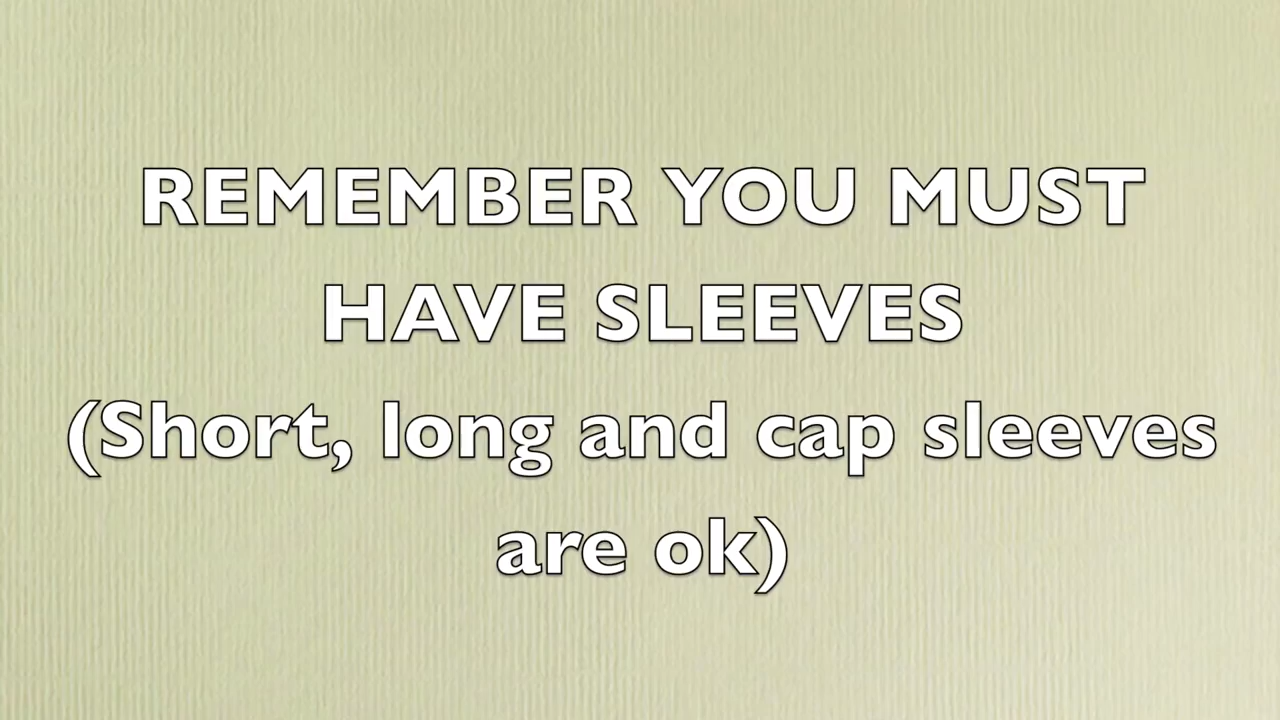 REMEMBER YOU MUST
HAVE SLEEVES
(Short, long and cap sleeves
are ok)